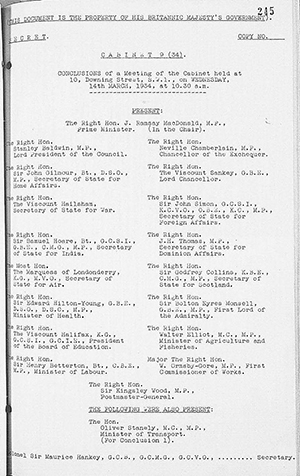 THIS DOCUMENT IS THE PROPERTY OF HIS BRITANNIC MAJESTY'S GOVERNMENT).
245
ECRET.
COPY NO.
CABINET 9 (34).
CONCLUSIONS of a Meeting of the Cabinet held at
10, Downing Street, S.W.1., on WEDNESDAY,
14th MARCH, 1934, at 10.30 a.m.
PRESENT:
The Right Hon. J. Ramsay MacDonald, M.P.,
Prime Minister. (In the Chair).
he Right Hon.
Stanley Baldwin, M.P.,
Lord President of the Council.
The Right Hon.
Neville Chamberlain, M.P.,
Chancellor of the Exchequer.
he Right Hon.
Sir John Gilmour, Bt., D.S.O.,
M.P., Secretary of State for
Home Affairs.
The Right Hon.
The Viscount Sankey, G.B.E.,
Lord Chancellor.
he Right Hon.
The Viscount Hailsham,
Secretary of State for War.
The Right Hon.
Sir John Simon, G.C.S.I.,
K.C.V.O., O.B.E., K.C., M.P.,
Secretary of State for
Foreign Affairs.
he Right Hon.
Sir Samuel Hoare, Bt., G.C.S.I.,
G.B.E., C.M.G., M.P., Secretary
of State for India.
The Right Hon.
J.H. Thomas, M.P.,
Secretary of State for
Dominion Affairs.
he Most Hon.
The Marquess of Londonderry,
K.G., M.V.O., Secretary of
State for Air.
The Right Hon.
Sir Godfrey Collins, K.B.E.,
C.M.G., M.P., Secretary of
State for Scotland.
he Right Hon.
Sir Edward Hilton-Young, G.B.E.,
D.S.O., D.S.C., M.P.,
Minister of Health.
The Right Hon.
Sir Bolton Eyres Monsell,
G.B.E., M.P., First Lord of
the Admiralty.
he Right Hon.
The Viscount Halifax, K.G.,
G.C.S.I., G.C.I.E., President
of the Board of Education.
The Right Hon.
Walter Elliot, M.C., M.P.,
Minister of Agriculture and
Fisheries.
he Right Hon.
Sir Henry Betterton, Bt., C.B.E.,
M.P., Minister of Labour.
Major The Right Hon.
W. Ormsby-Gore, M.P., First
Commissioner of Works.
The Right Hon.
Sir Kingsley Wood, M.P.,
Postmaster-General.
THE FOLLOWING WERE ALSO PRESENT:
The Hon.
Oliver Stanely, M.C., M.P.,
Minister of Transport.
(For Conclusion 1).
onel Sir Maurice Hankey, G.C.B., G.C.M.G., G.C.V.O., ......... Secretary.